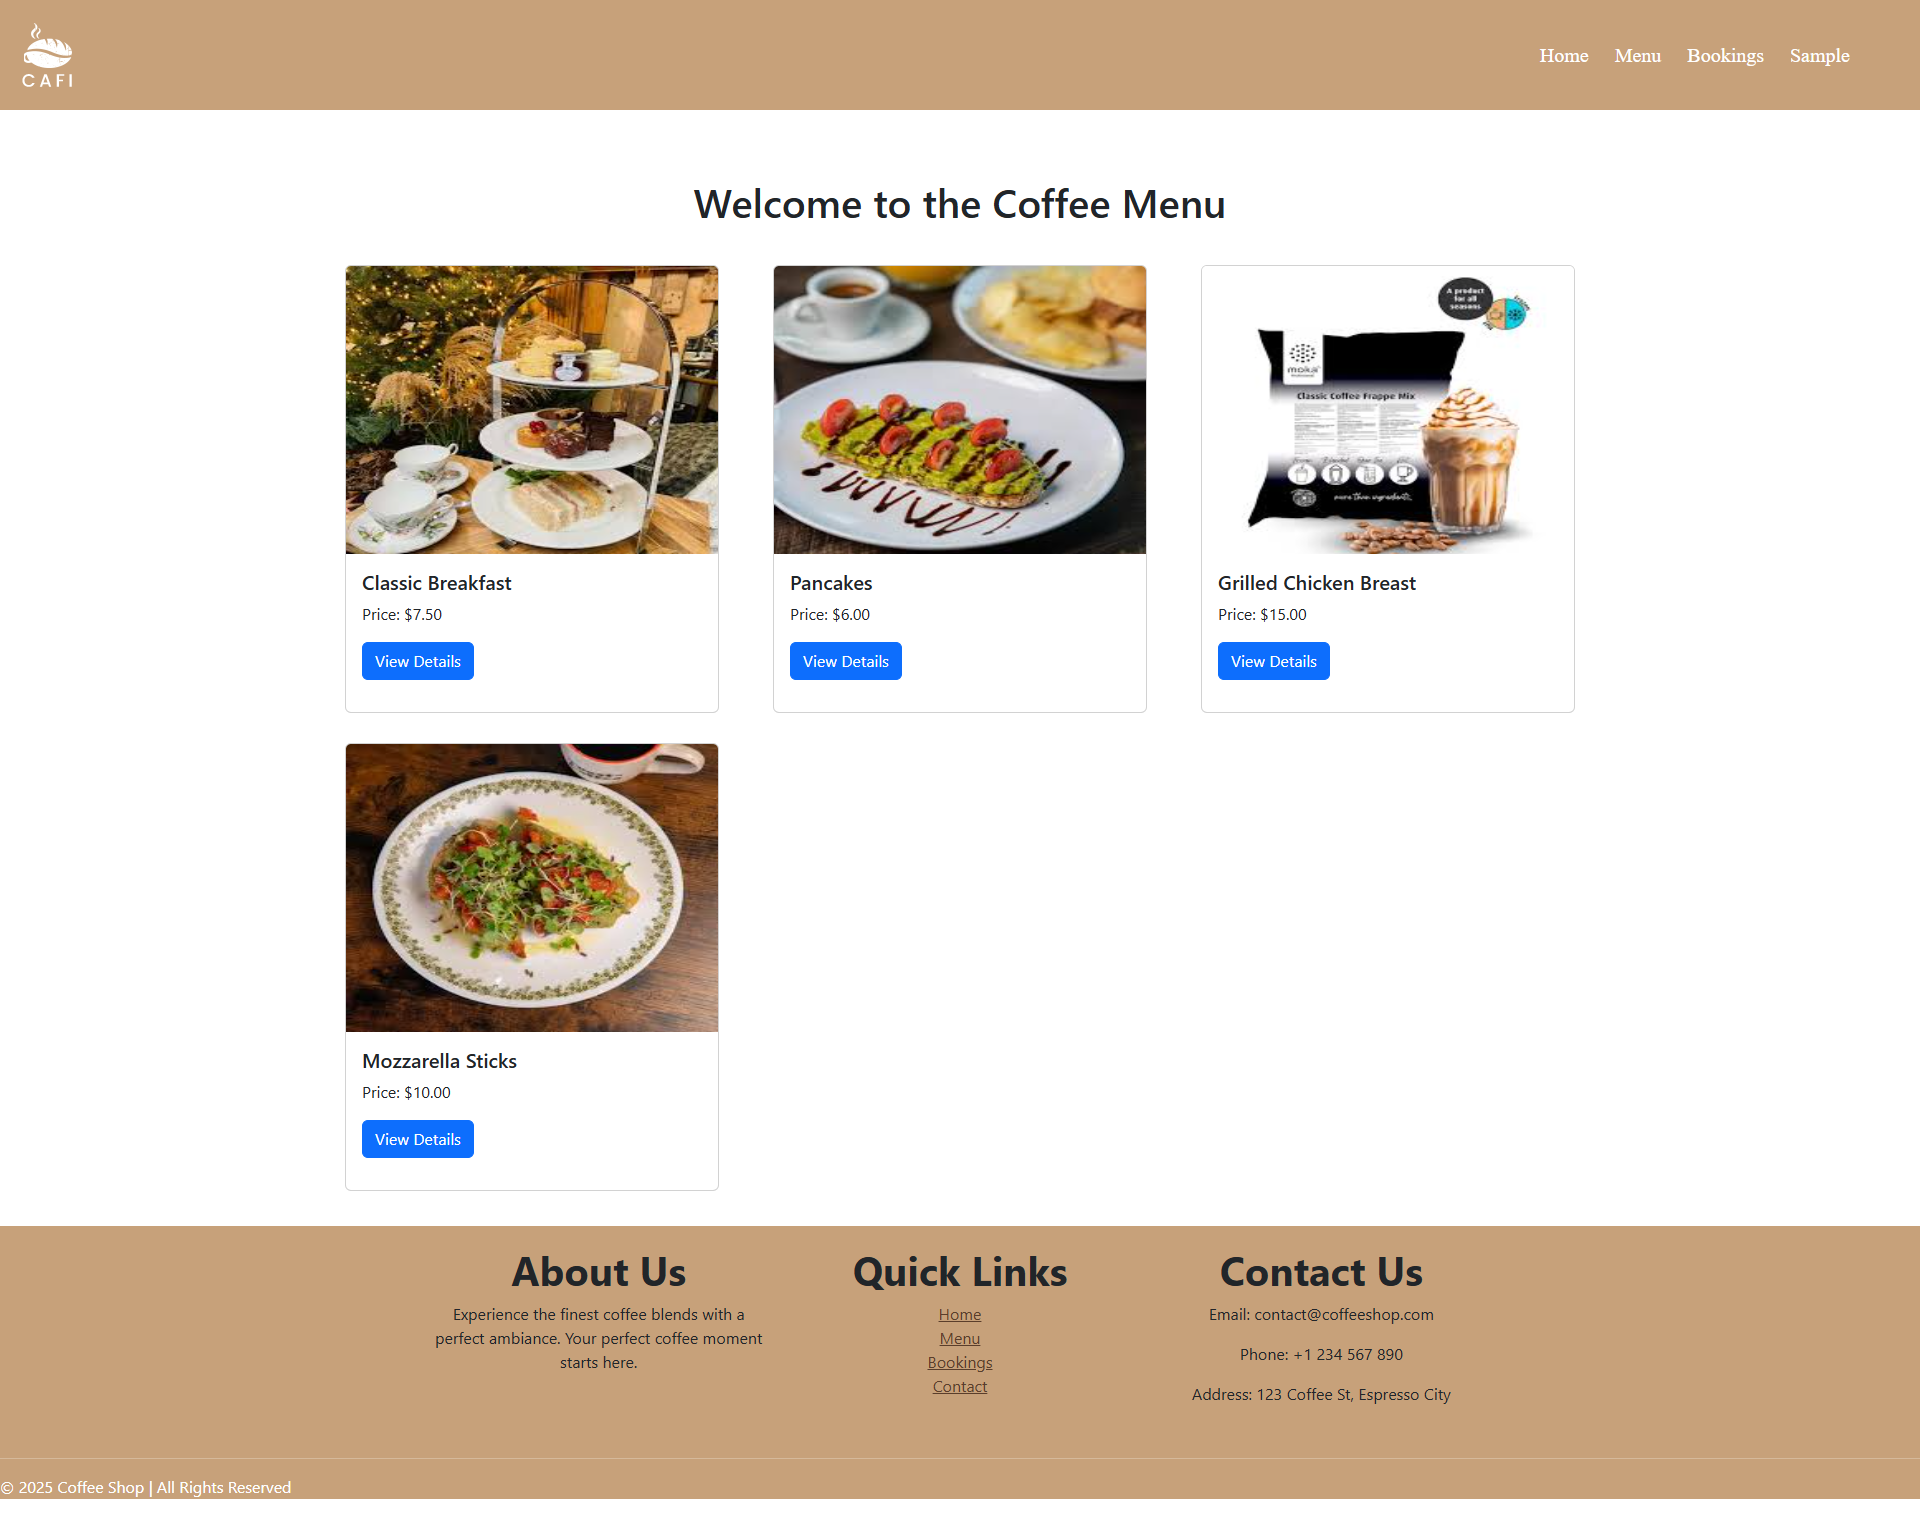 CAFI
Home Menu Bookings Sample
Welcome to the Coffee Menu
A product
for all
seasons
moka
Classic Coffee Frappe Mix
more than ingredients
Classic Breakfast
Price: $7.50
View Details
Pancakes
Price: $6.00
View Details
Grilled Chicken Breast
Price: $15.00
View Details
Mozzarella Sticks
Price: $10.00
View Details
About Us
Experience the finest coffee blends with a
perfect ambiance. Your perfect coffee moment
starts here.
Quick Links
Home
Menu
Bookings
Contact
Contact Us
Email: contact@coffeeshop.com
Phone: +1 234 567 890
Address: 123 Coffee St, Espresso City
© 2025 Coffee Shop | All Rights Reserved